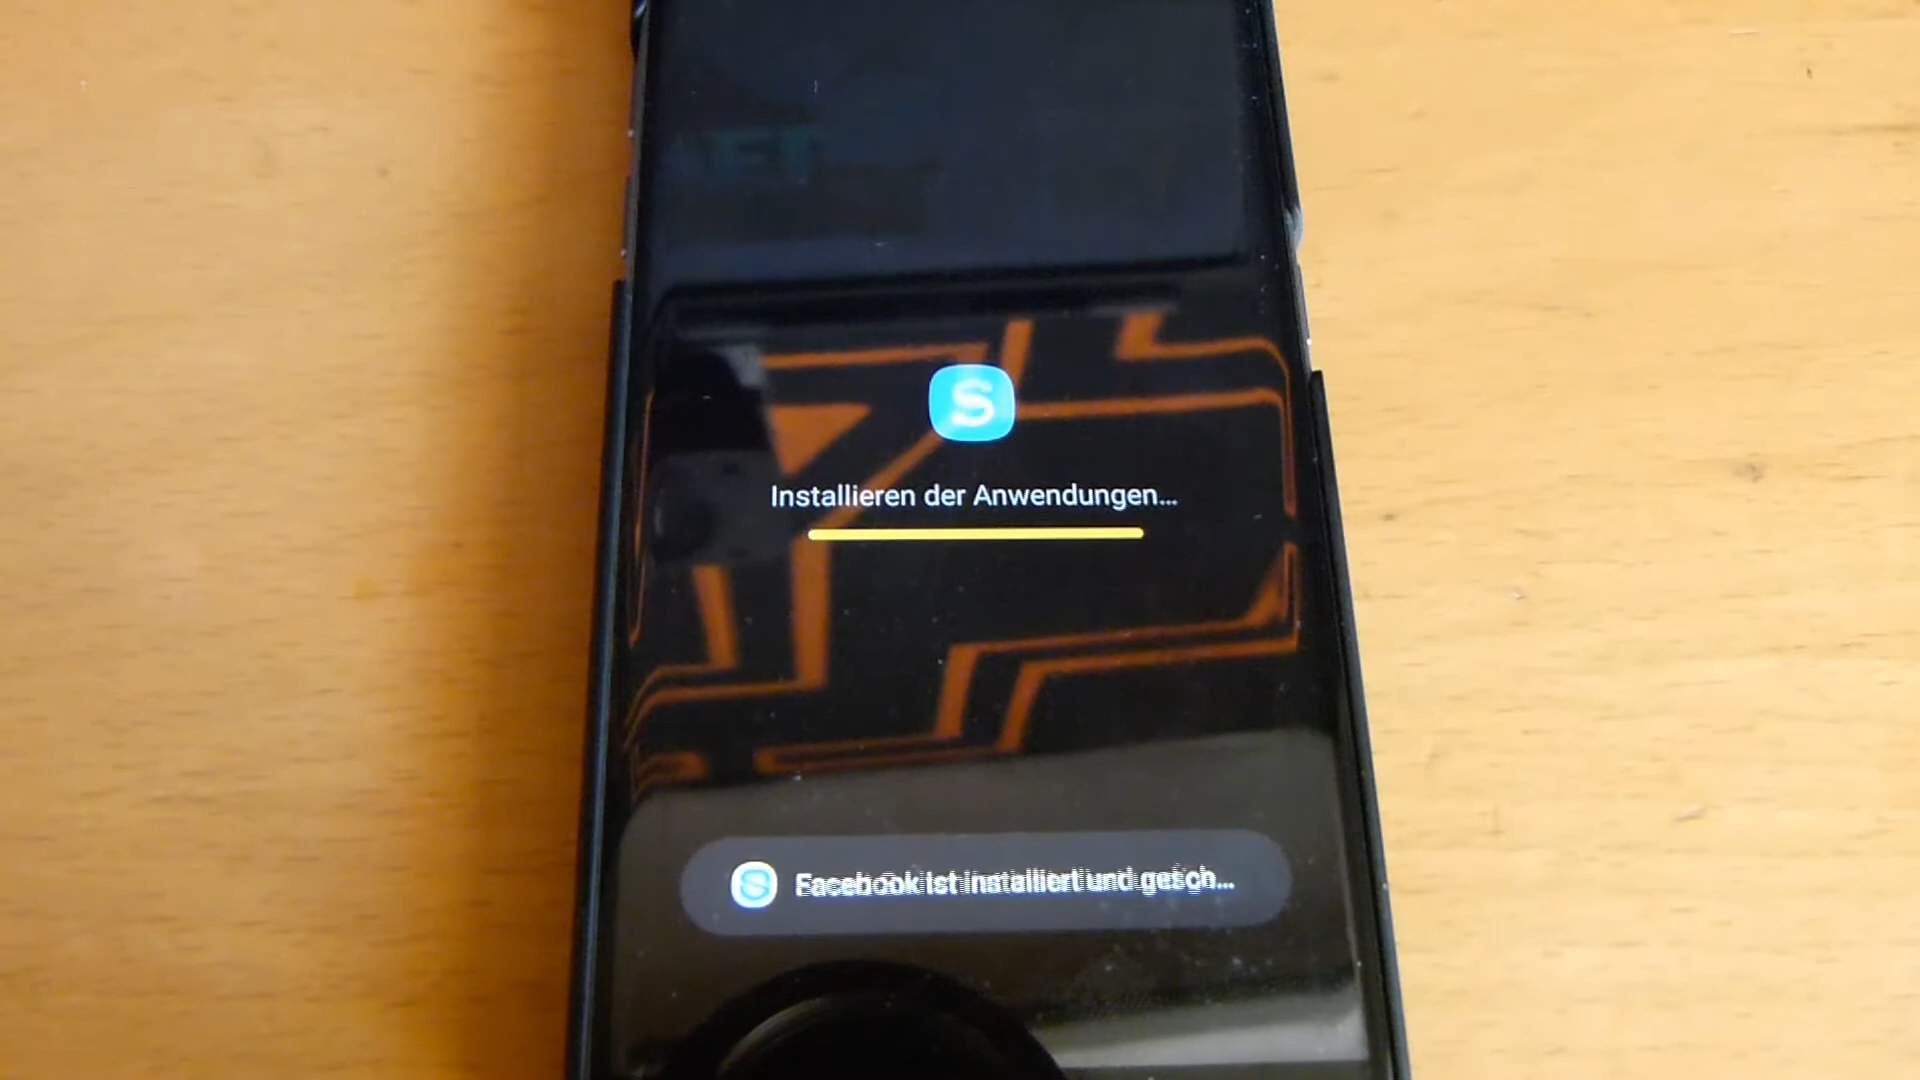 S
Installieren der Anwendungen...
Facebook ist installiert und gesch...